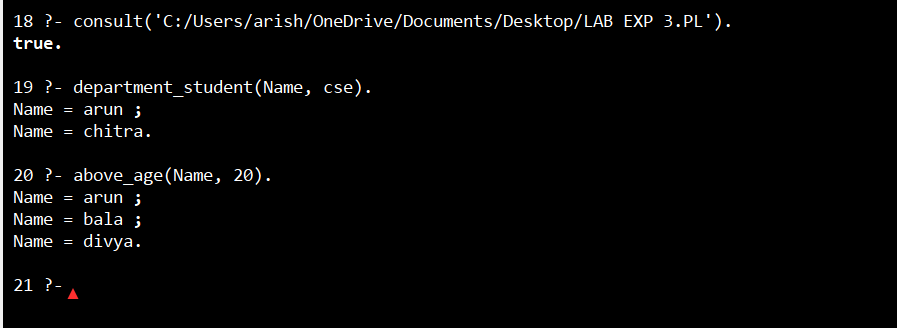 18 ?- consult('C:/Users/arish/OneDrive/Documents/Desktop/LAB EXP 3.PL').
true.
19 ?- department_student(Name, cse).
Name = arun ;
Name = chitra.
20 ?- above_age(Name, 20).
Name = arun ;
Name = bala ;
Name = divya.
21 ?-